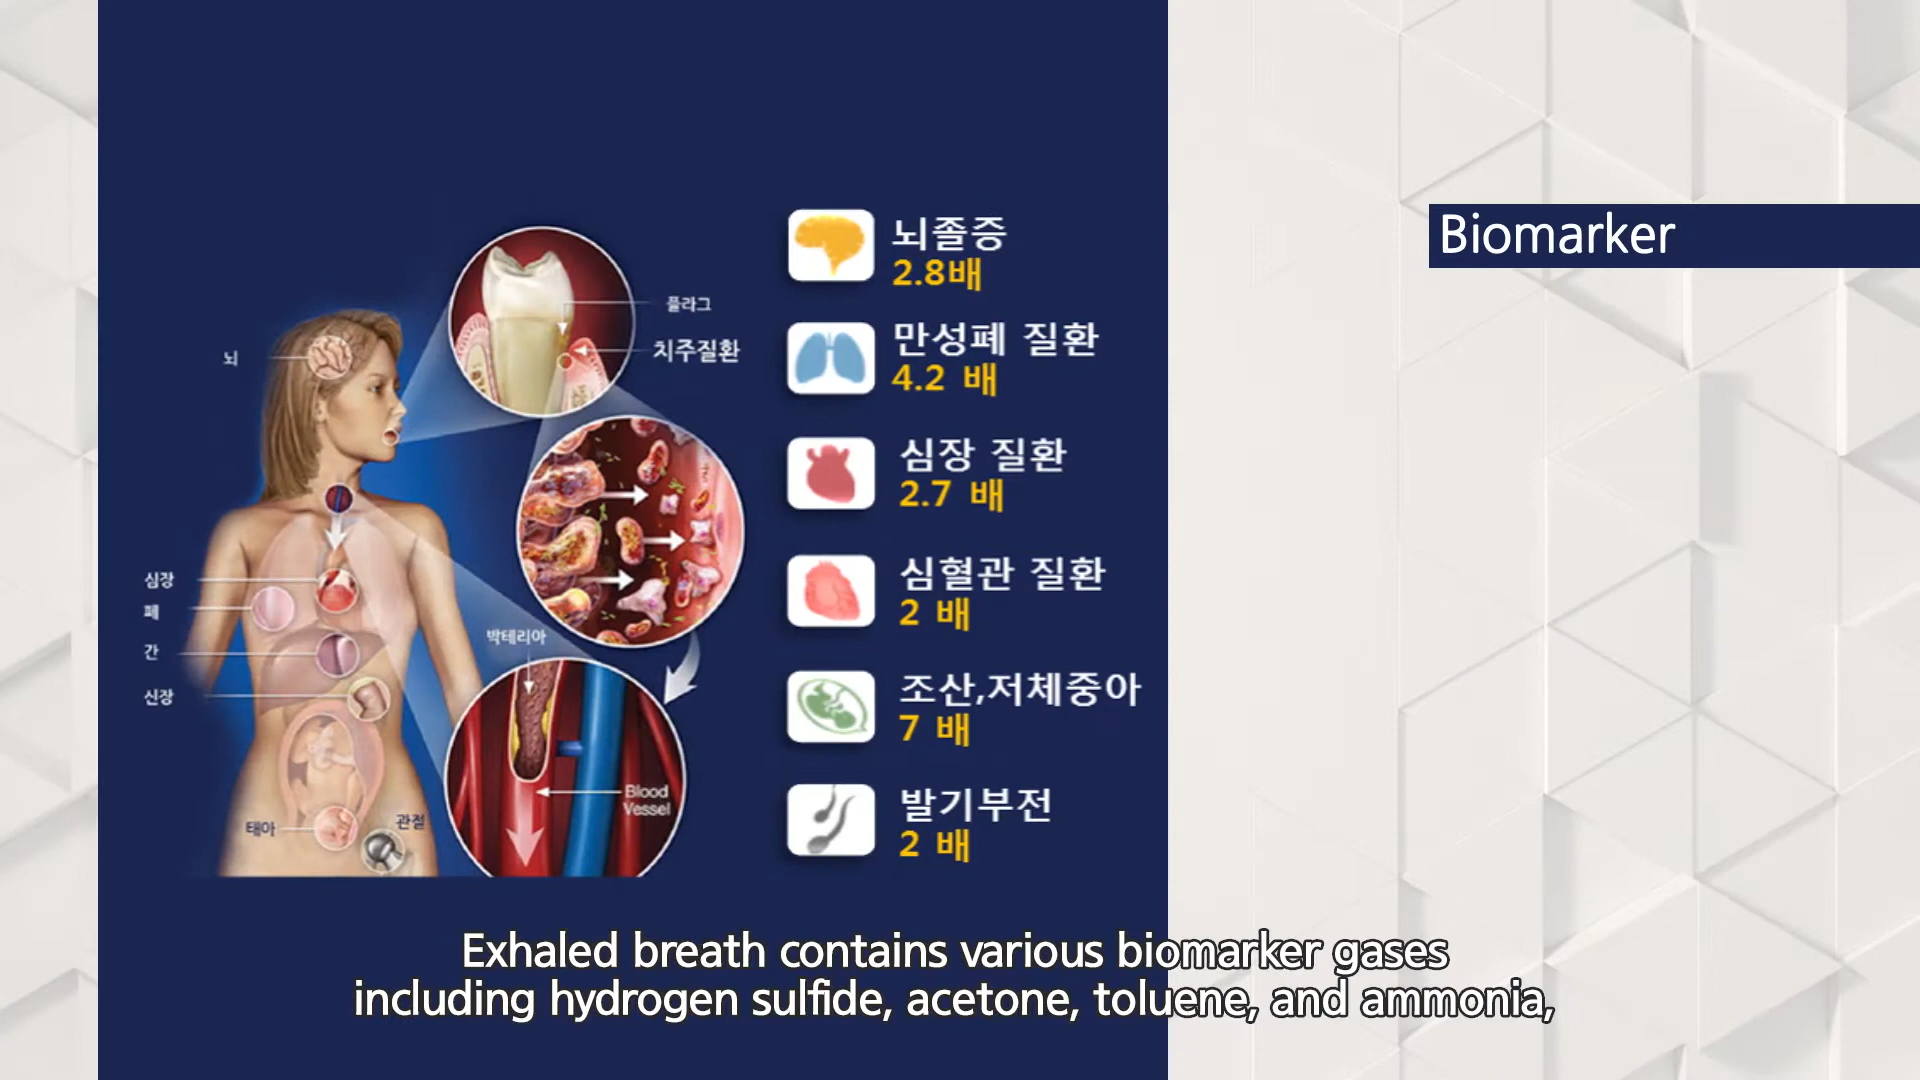 Biomarker
뇌졸증
2.8배
만성폐 질환
4.2 배
심장 질환
2.7 배
심혈관 질환
2 배
조산,저체중아
7 배
발기부전
2 배
플라그
치주질환
뇌
심장
폐
간
신장
박테리아
Blood
Vessel
태아
관절
Exhaled breath contains various biomarker gases
including hydrogen sulfide, acetone, toluene, and ammonia,